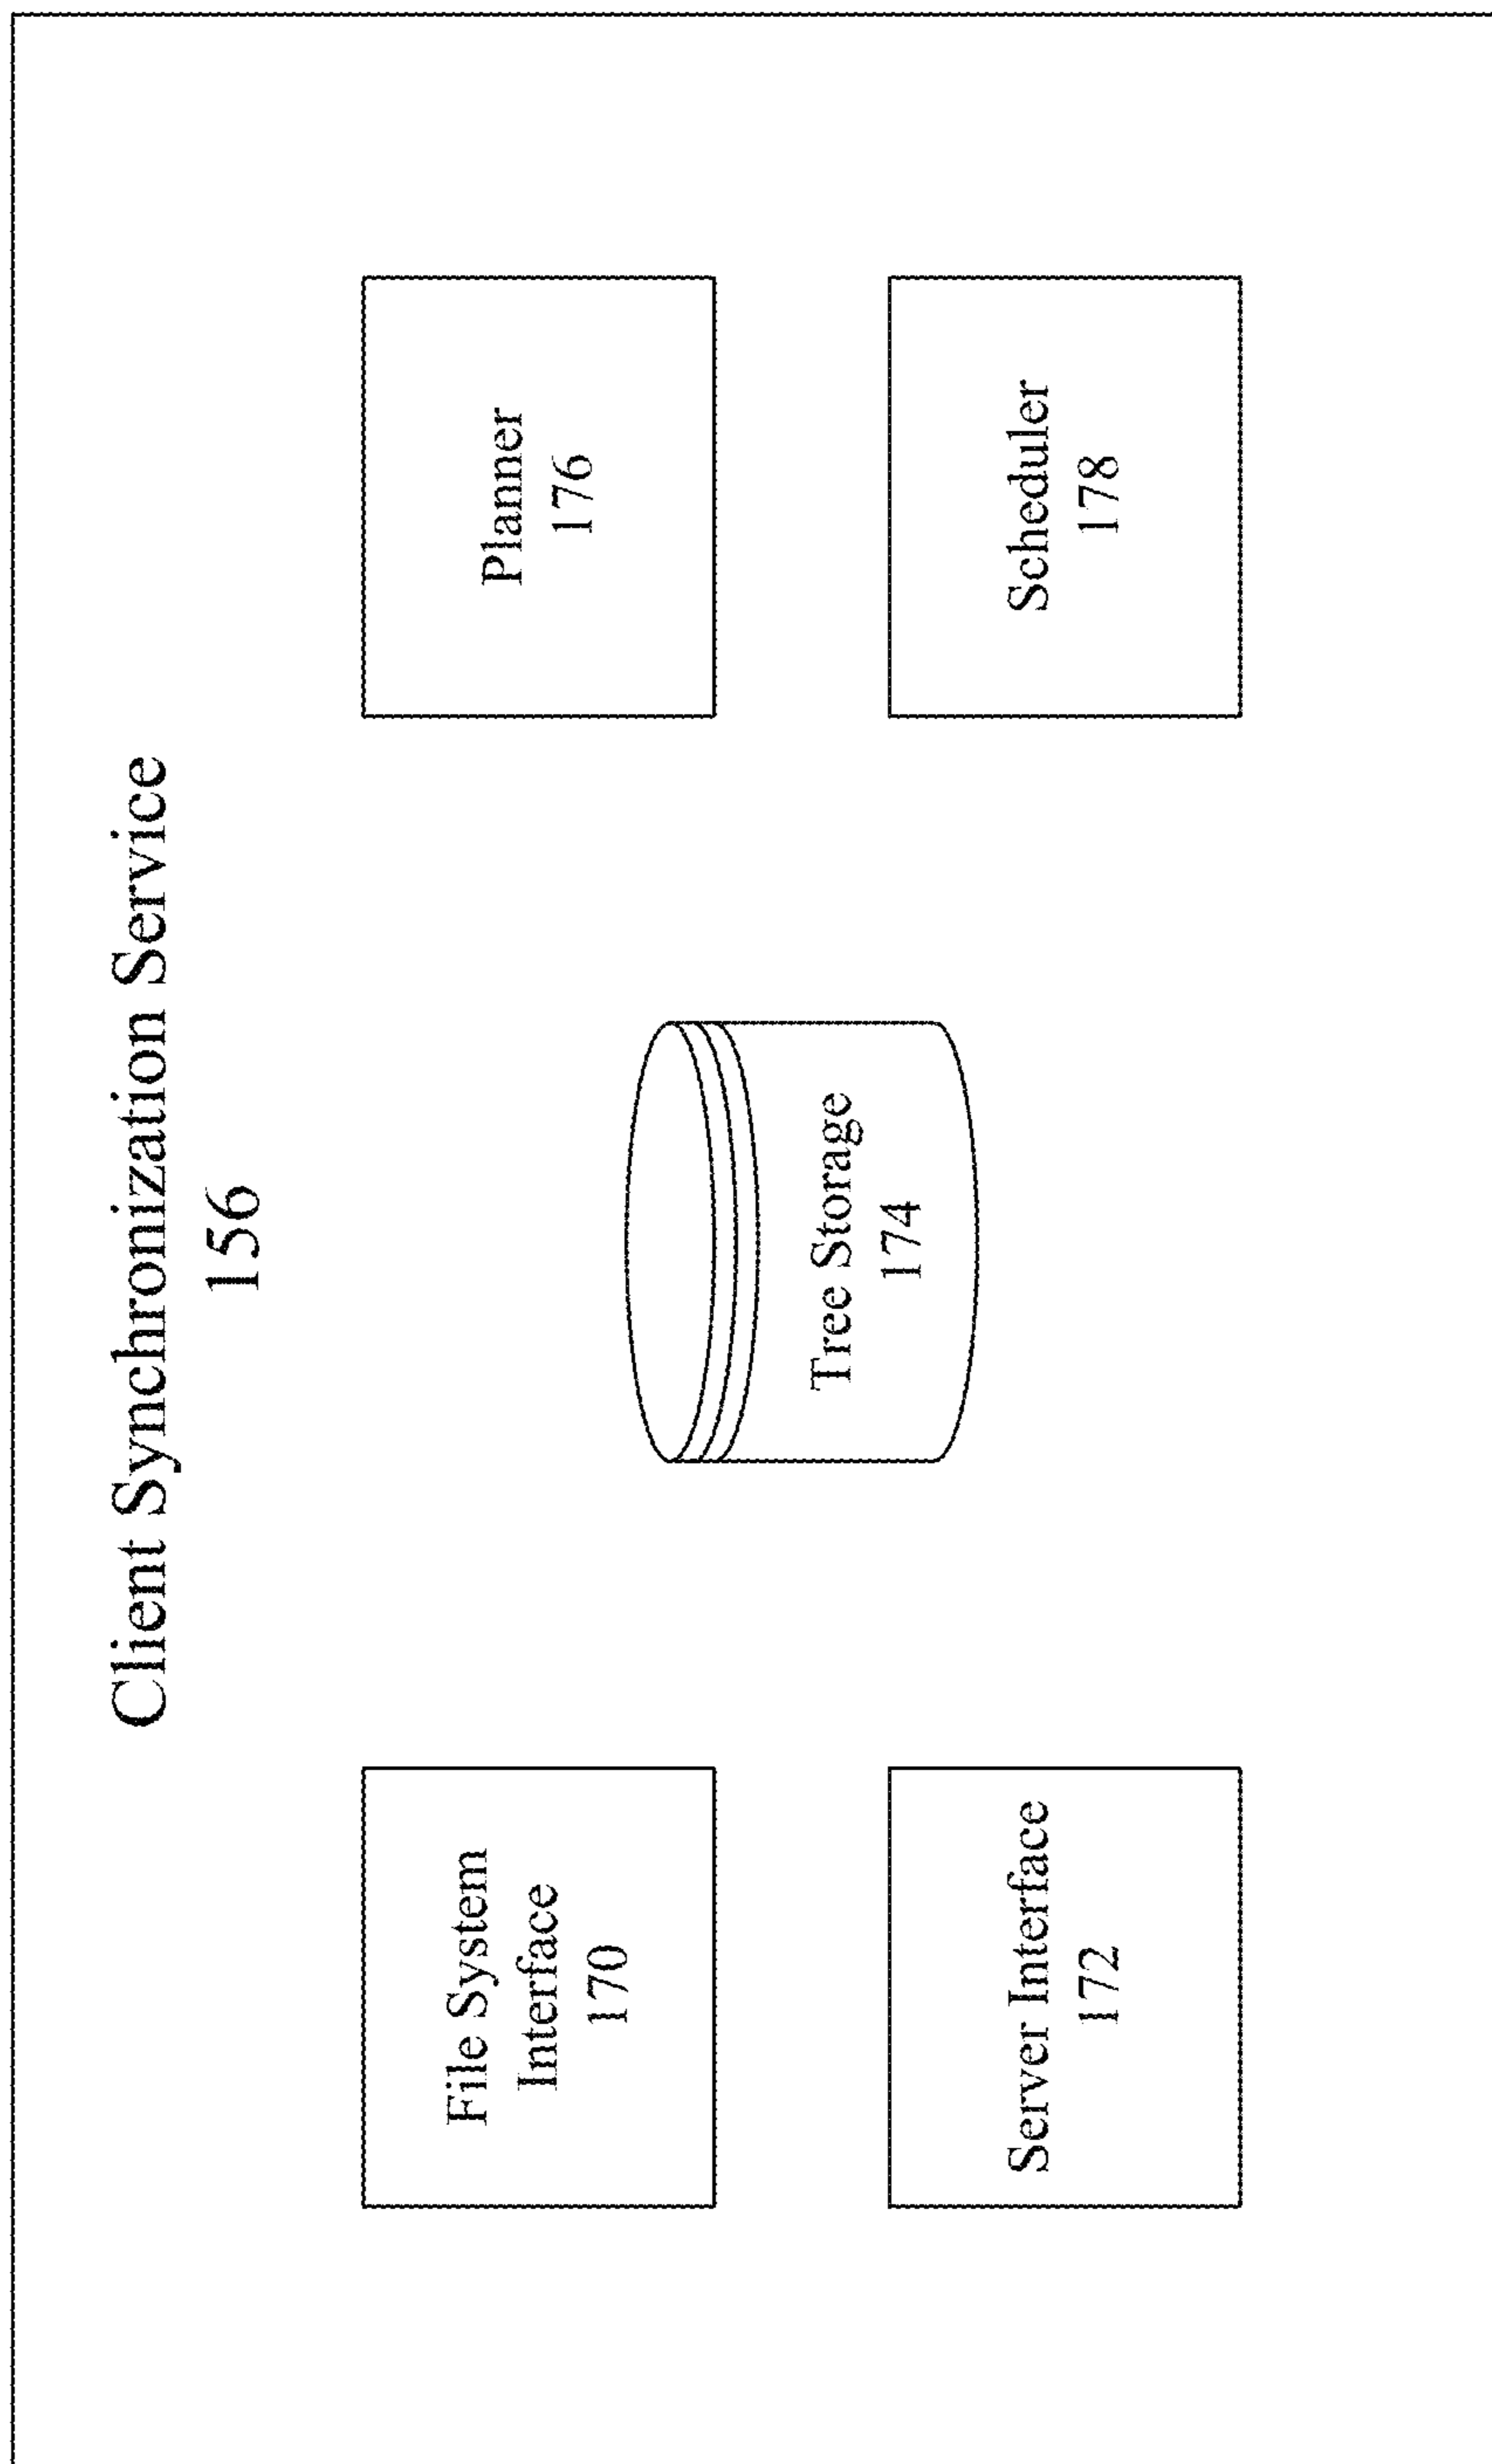 Client Synchronization Service
156
File System
Interface
170
Server Interface
172
Tree Storage
174
Planner
176
Scheduler
178